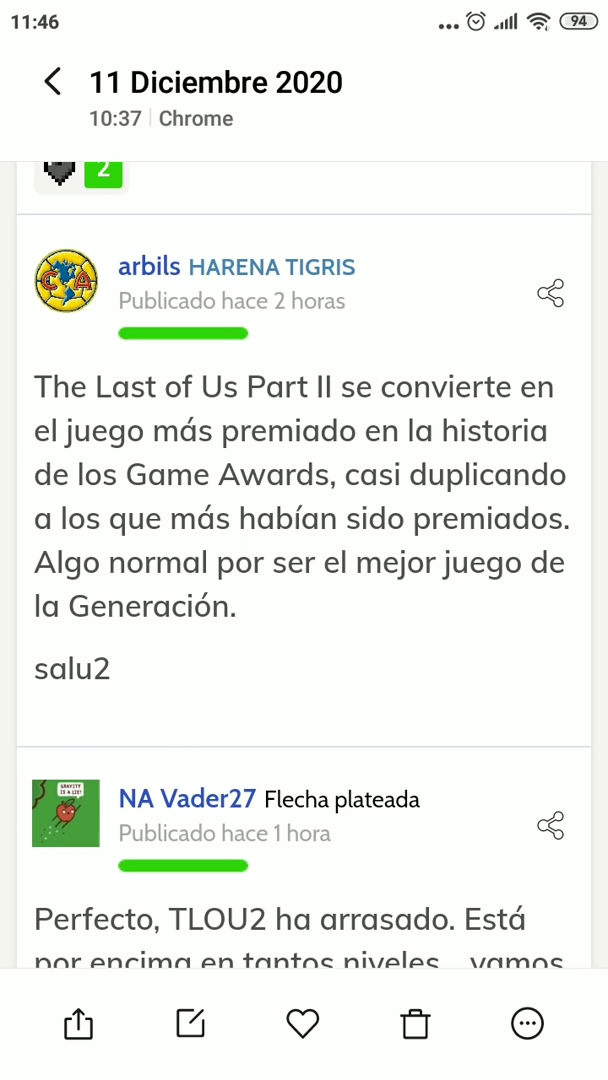 11:46
94
11 Diciembre 2020
10:37 Chrome
2
arbils HARENA TIGRIS
Publicado hace 2 horas
The Last of Us Part II se convierte en
el juego más premiado en la historia
de los Game Awards, casi duplicando
a los que más habían sido premiados.
Algo normal por ser el mejor juego de
la Generación.
salu2
GRAVITY
IS A LIE!
NA Vader27 Flecha plateada
Publicado hace 1 hora
Perfecto, TLOU2 ha arrasado. Está
por encima en tantos niveles... vamos